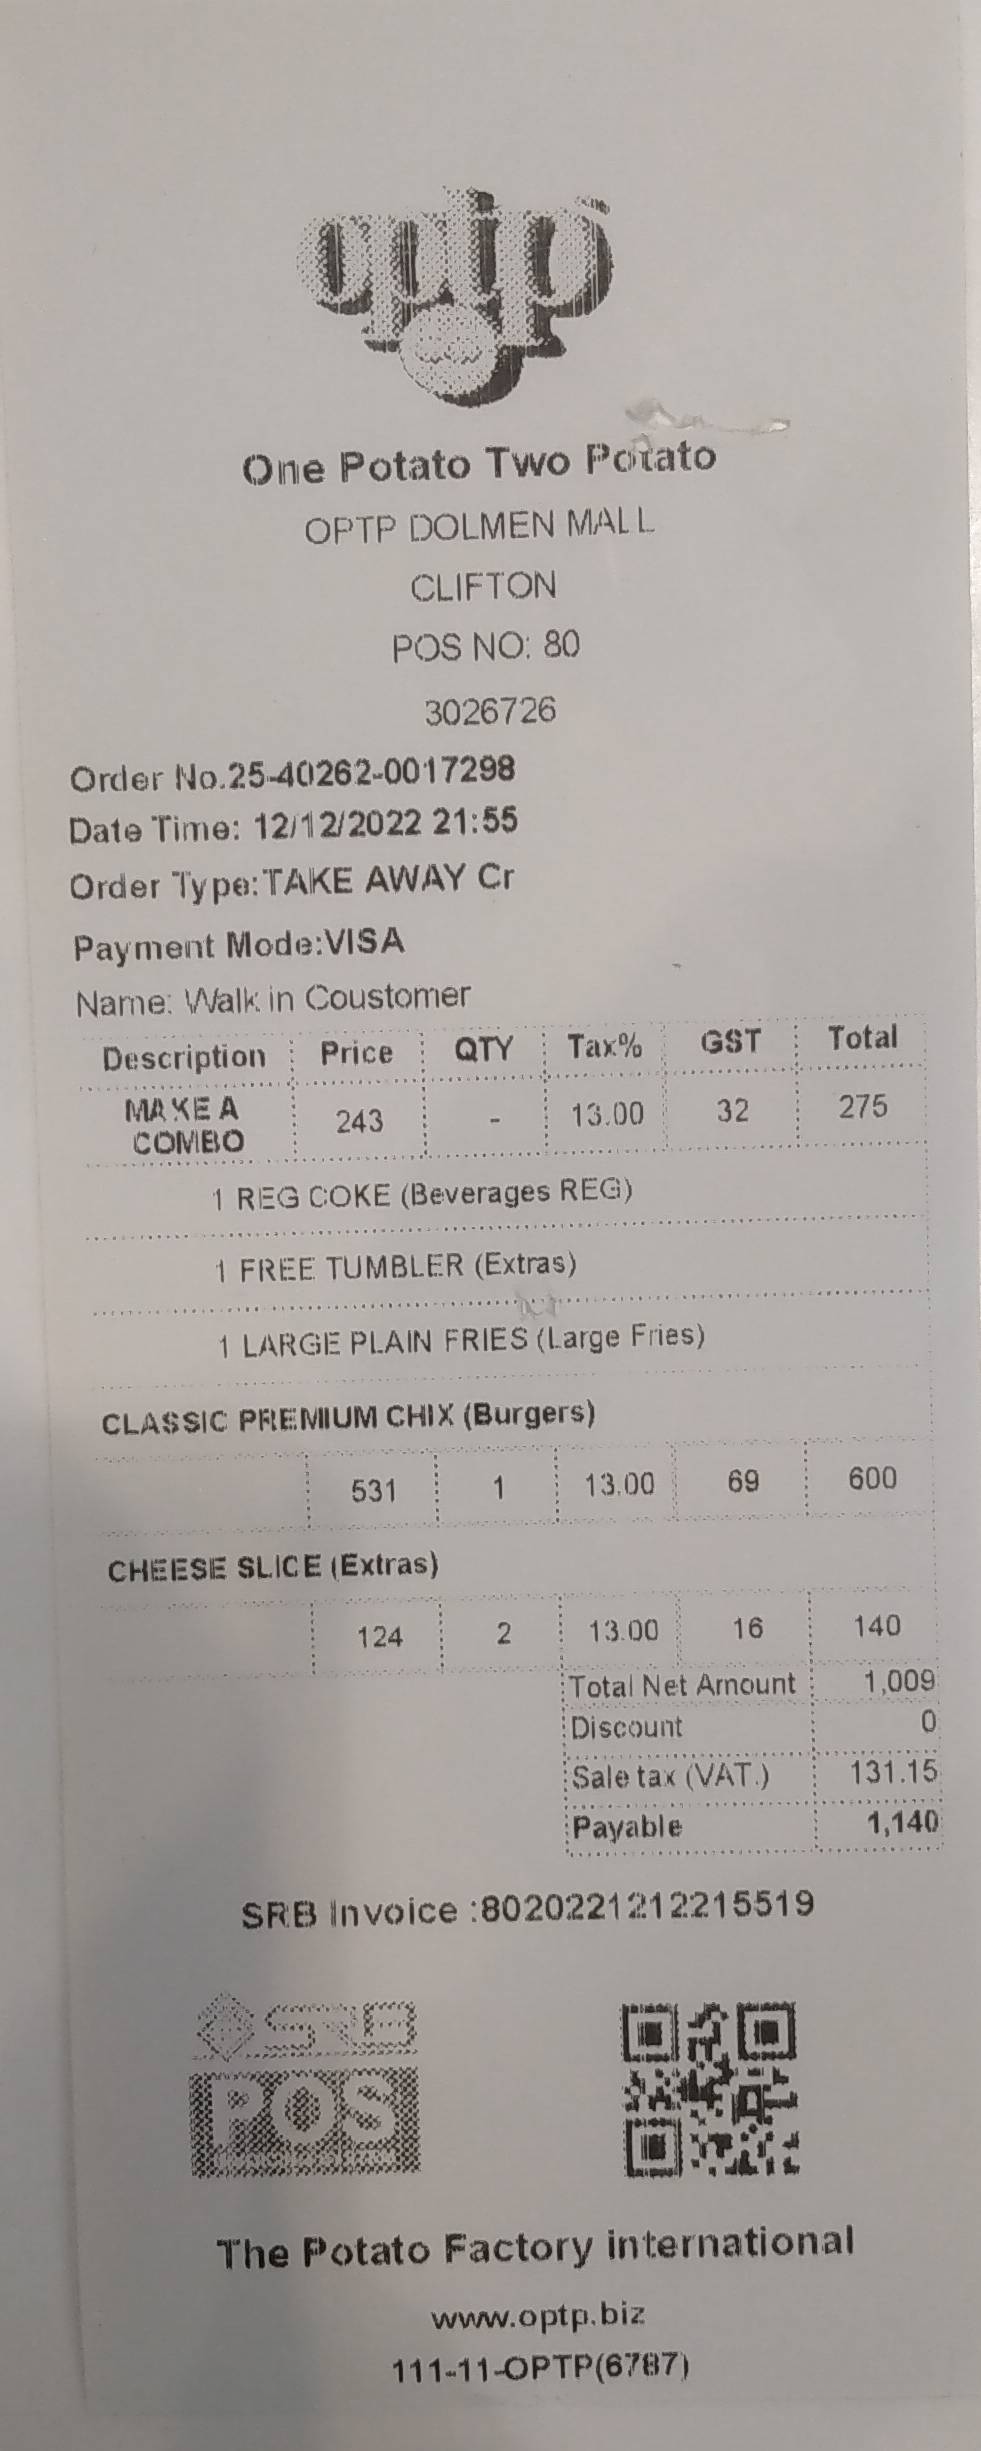 optp
One Potato Two Potato
OPTP DOLMEN MALL
CLIFTON
POS NO: 80
3026726
Order No.25-40262-0017298
Date Time: 12/12/2022 21:55
Order Type:TAKE AWAY Cr
Payment Mode:VISA
Name: Walk in Coustomer
Description Price QTY Tax% GST Total
MAKE A
COMBO 243 - 13.00 32 275
1 REG COKE (Beverages REG)
1 FREE TUMBLER (Extras)
1 LARGE PLAIN FRIES (Large Fries)
CLASSIC PREMIUM CHIX (Burgers)
531 1 13.00 69 600
CHEESE SLICE (Extras)
124 2 13.00 16 140
Total Net Amount 1,009
Discount 0
Sale tax (VAT.) 131.15
Payable 1,140
SRB Invoice :8020221212215519
SRB
POS
The Potato Factory international
www.optp.biz
111-11-OPTP(6787)